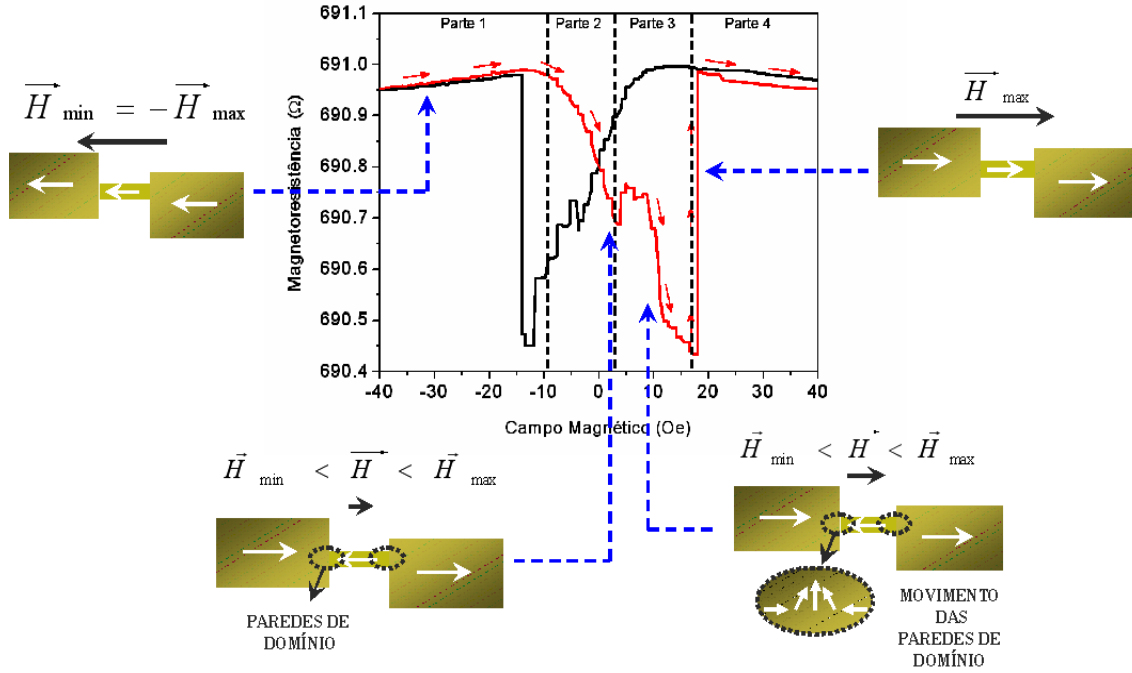 Parte 1
Parte 2
Parte 3
Parte 4
691.1
691.0
690.9
690.8
690.7
690.6
690.5
690.4
Magnetoresistência (Ω)
-40
-30
-20
-10
0
10
20
30
40
Campo Magnético (Oe)
H min = − H max
H max
H min < H < H max
PAREDES DE
DOMÍNIO
H min < H < H max
MOVIMENTO
DAS
PAREDES DE
DOMÍNIO